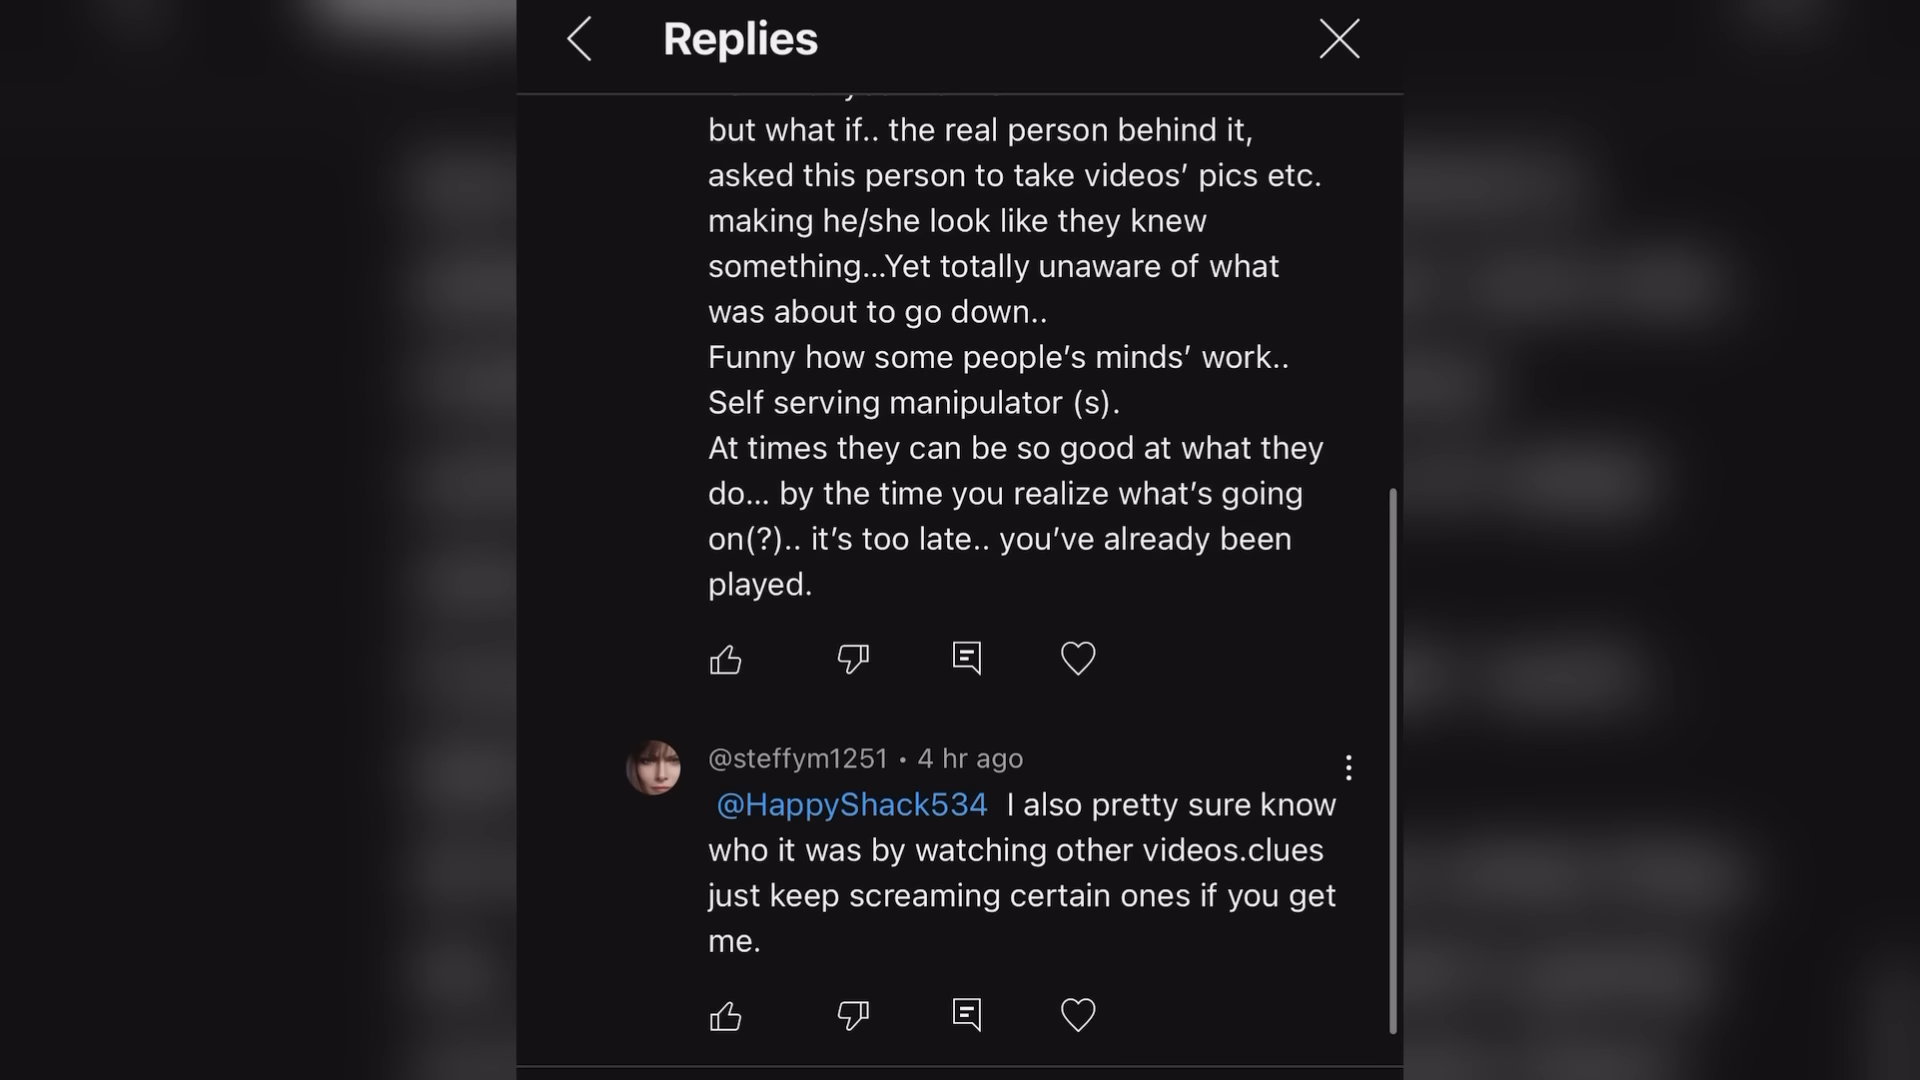 Replies
but what if.. the real person behind it,
asked this person to take videos’ pics etc.
making he/she look like they knew
something...Yet totally unaware of what
was about to go down..
Funny how some people’s minds’ work..
Self serving manipulator (s).
At times they can be so good at what they
do... by the time you realize what’s going
on(?).. it’s too late.. you’ve already been
played.
@steffym1251 • 4 hr ago
@HappyShack534 I also pretty sure know
who it was by watching other videos.clues
just keep screaming certain ones if you get
me.